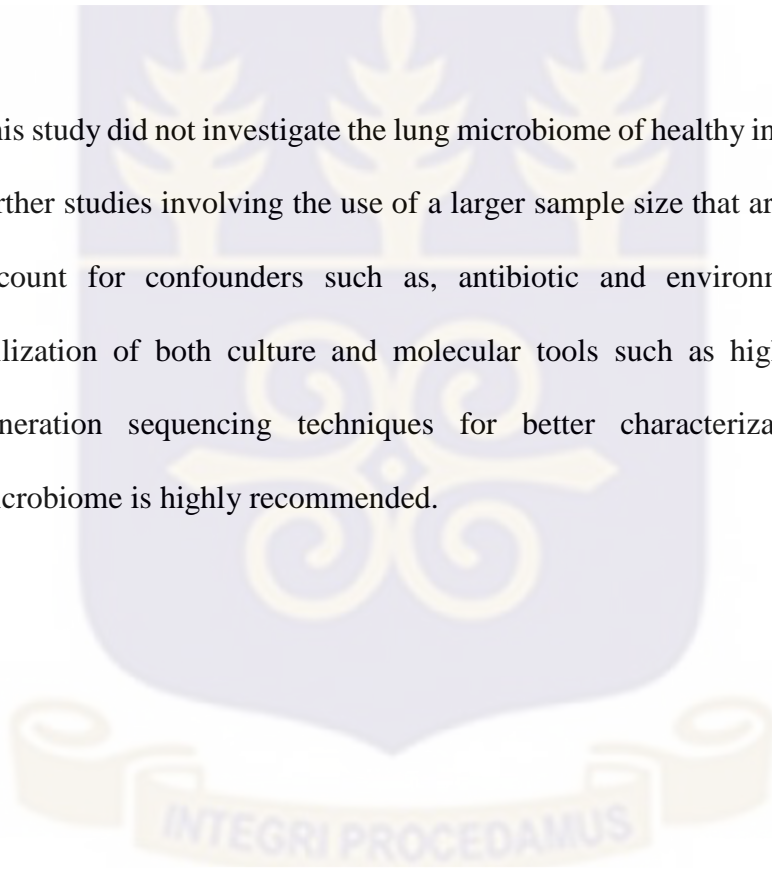 his study did not investigate the lung microbiome of healthy in
rther studies involving the use of a larger sample size that ar
count for confounders such as, antibiotic and environm
ilization of both culture and molecular tools such as high
neration sequencing techniques for better characteriza
icrobiome is highly recommended.
INTEGRI PROCEDAMUS